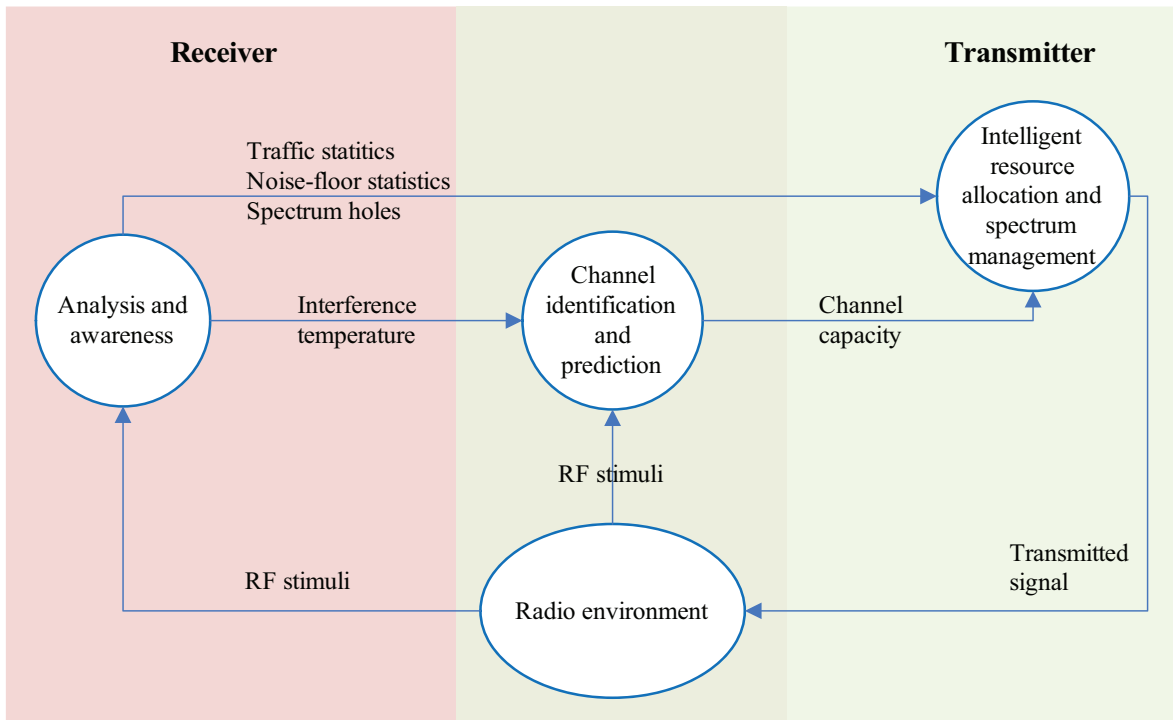 Receiver
Transmitter
Traffic statitics
Noise-floor statistics
Spectrum holes
Intelligent
resource
allocation and
spectrum
management
Analysis and
awareness
Interference
temperature
Channel
identification
and
prediction
Channel
capacity
RF stimuli
RF stimuli
Radio environment
Transmitted
signal